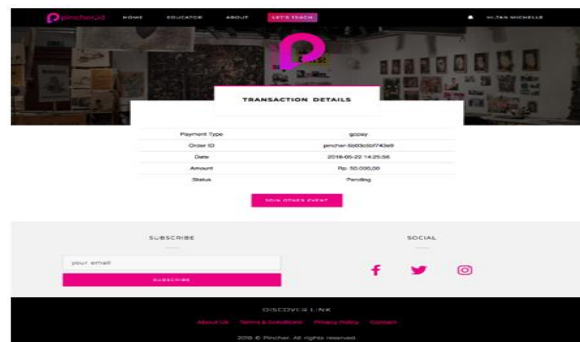 pincher.id HOME EDUCATOR ABOUT LET'S TEACH HI,TAN MICHELLE
TRANSACTION DETAILS
Payment Type gopay
Order ID
Date 2018-05-22 14:25:56
Amount Rp. 50.000,00
Status Pending
JOIN OTHER EVENT
SUBSCRIBE SOCIAL
your email
SUBSCRIBE
DISCOVER LINK
About Us Terms & Conditions Privacy Policy Contact
2018 © Pincher. All rights reserved.